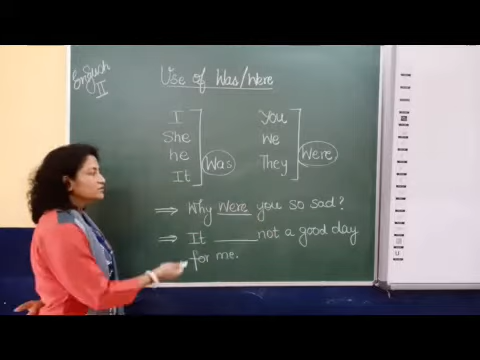 English
II
Use of Was/Were
I
She
he
It
Was
You
We
They
Were
⇒ Why Were you so sad?
⇒ It ______ not a good day
for me.